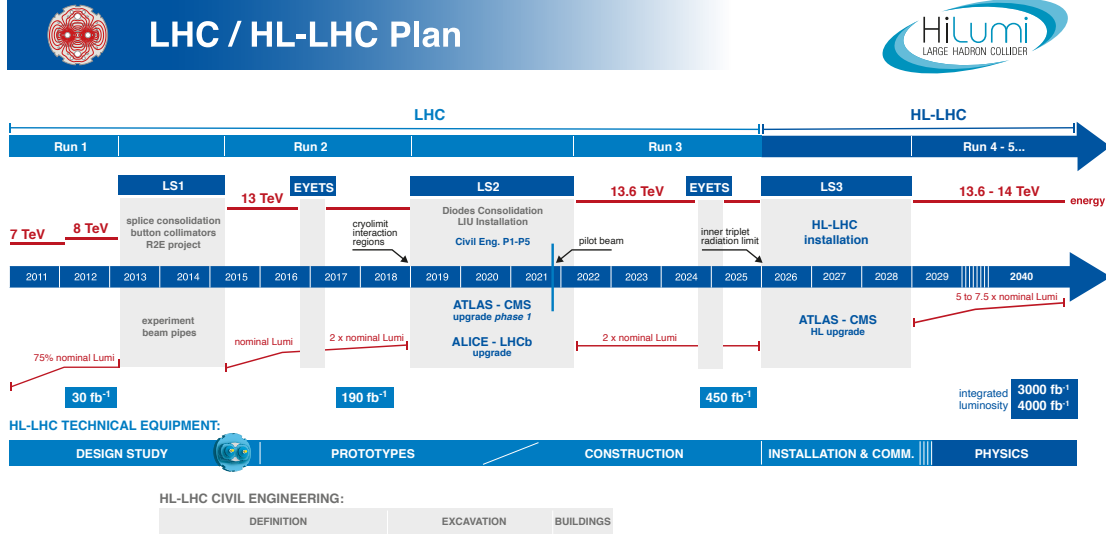 LHC / HL-LHC Plan
HiLumi
LARGE HADRON COLLIDER
LHC
HL-LHC
Run 1
Run 2
Run 3
Run 4 - 5...
LS1
EYETS
LS2
EYETS
LS3
7 TeV
8 TeV
13 TeV
13.6 TeV
13.6 - 14 TeV
energy
splice consolidation
button collimators
R2E project
cryolimit
interaction
regions
Diodes Consolidation
LIU Installation
Civil Eng. P1-P5
pilot beam
inner triplet
radiation limit
HL-LHC
installation
2011
2012
2013
2014
2015
2016
2017
2018
2019
2020
2021
2022
2023
2024
2025
2026
2027
2028
2029
2040
experiment
beam pipes
ATLAS - CMS
upgrade phase 1
ALICE - LHCb
upgrade
ATLAS - CMS
HL upgrade
5 to 7.5 x nominal Lumi
75% nominal Lumi
nominal Lumi
2 x nominal Lumi
2 x nominal Lumi
30 fb⁻¹
190 fb⁻¹
450 fb⁻¹
integrated
luminosity
3000 fb⁻¹
4000 fb⁻¹
HL-LHC TECHNICAL EQUIPMENT:
DESIGN STUDY
PROTOTYPES
CONSTRUCTION
INSTALLATION & COMM.
PHYSICS
HL-LHC CIVIL ENGINEERING:
DEFINITION
EXCAVATION
BUILDINGS